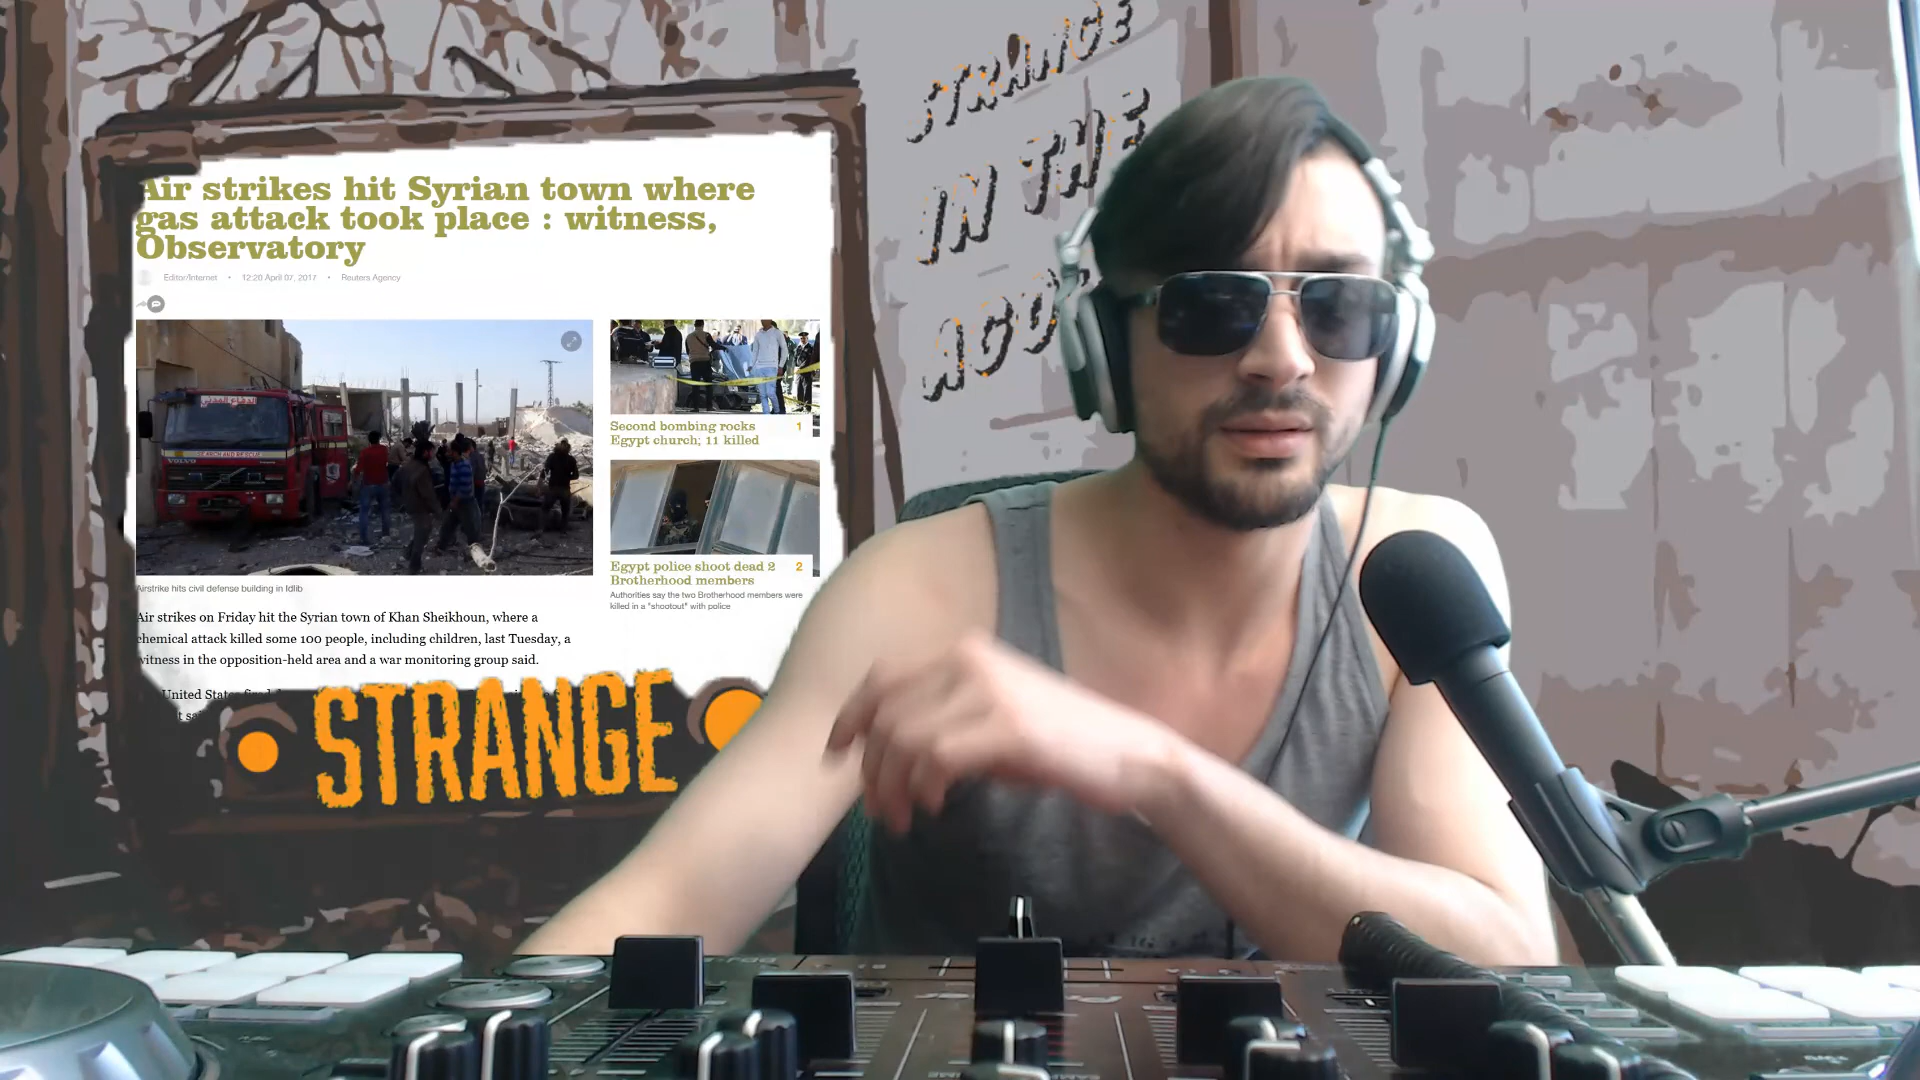 Air strikes hit Syrian town where
gas attack took place : witness,
Observatory
Editor/Internet • 12:20 April 07, 2017 • Reuters Agency
VOLVO
Airstrike hits civil defense building in Idlib
Air strikes on Friday hit the Syrian town of Khan Sheikhoun, where a
chemical attack killed some 100 people, including children, last Tuesday, a
witness in the opposition-held area and a war monitoring group said.
United States
Second bombing rocks 1
Egypt church; 11 killed
Egypt police shoot dead 2 2
Brotherhood members
Authorities say the two Brotherhood members were
killed in a "shootout" with police
STRANGE
STRANGE
IN THE